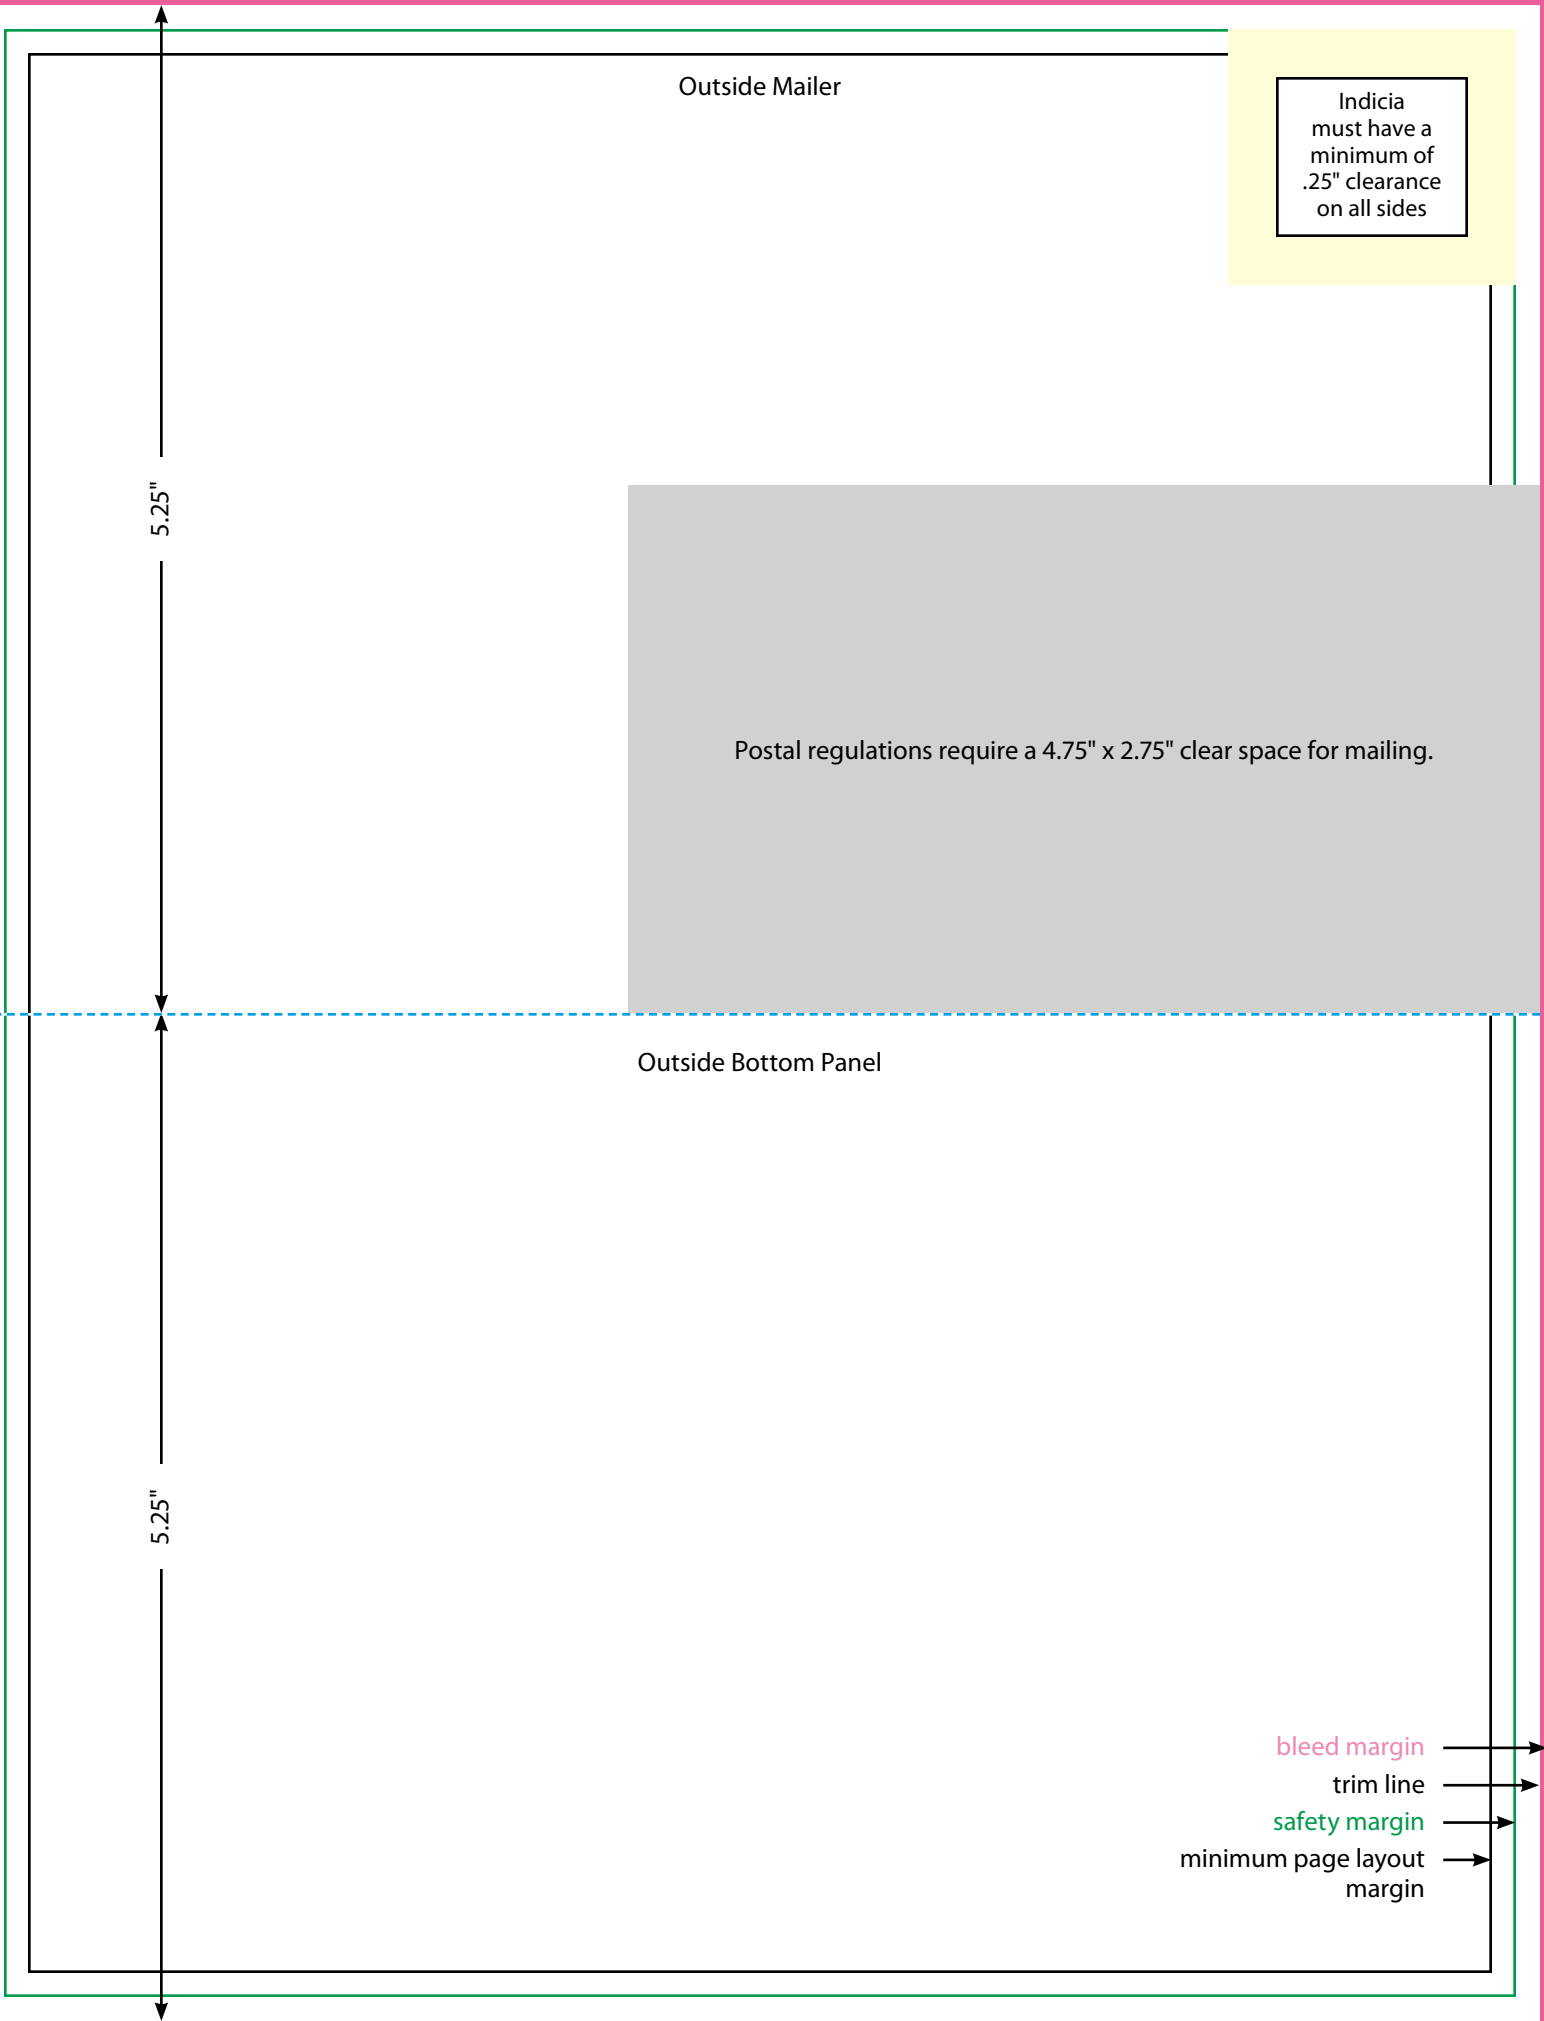 Outside Mailer
Indicia
must have a
minimum of
.25" clearance
on all sides
5.25"
Postal regulations require a 4.75" x 2.75" clear space for mailing.
Outside Bottom Panel
5.25"
bleed margin
trim line
safety margin
minimum page layout
margin